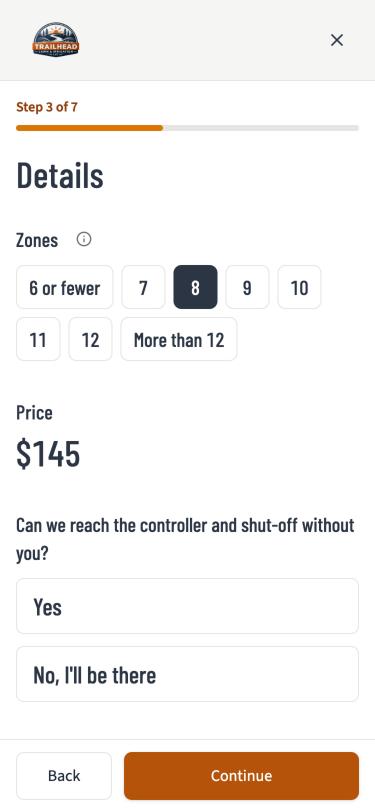 TRAILHEAD
LAWN & IRRIGATION
Step 3 of 7
Details
Zones
6 or fewer
7
8
9
10
11
12
More than 12
Price
$145
Can we reach the controller and shut-off without
you?
Yes
No, I'll be there
Back
Continue